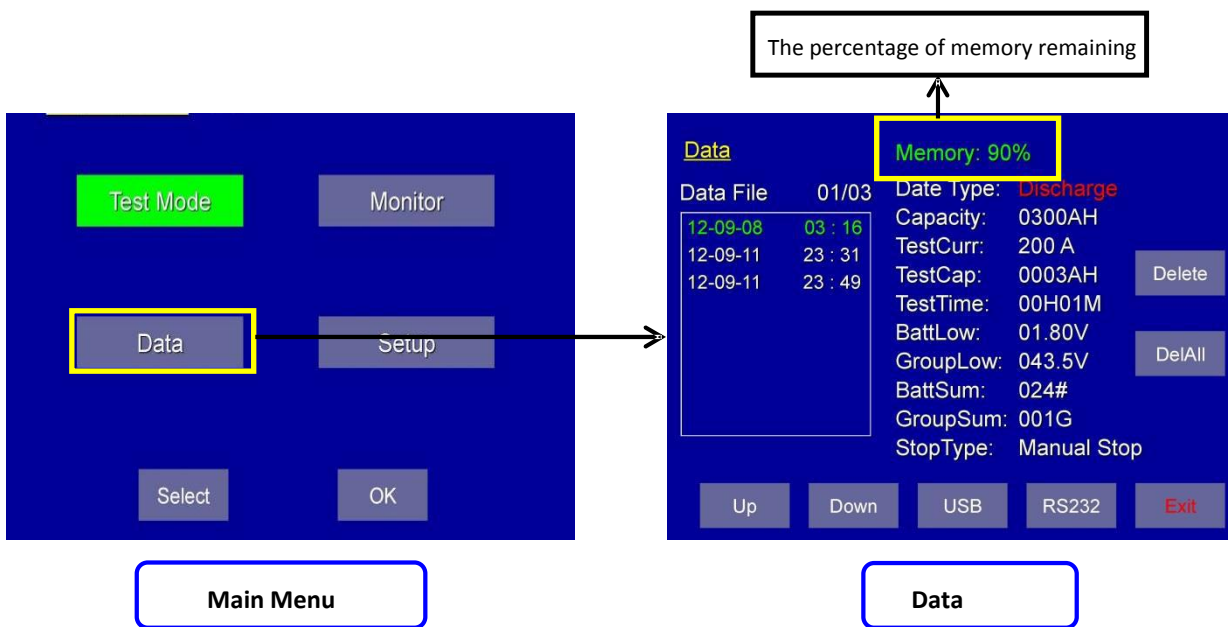 The percentage of memory remaining
Test Mode
Monitor
Data
Setup
Select
OK
Main Menu
Data
Memory: 90%
Data File 01/03
12-09-08 03 : 16
12-09-11 23 : 31
12-09-11 23 : 49
Date Type: Discharge
Capacity: 0300AH
TestCurr: 200 A
TestCap: 0003AH
TestTime: 00H01M
BattLow: 01.80V
GroupLow: 043.5V
BattSum: 024#
GroupSum: 001G
StopType: Manual Stop
Delete
DelAll
Up
Down
USB
RS232
Exit
Data